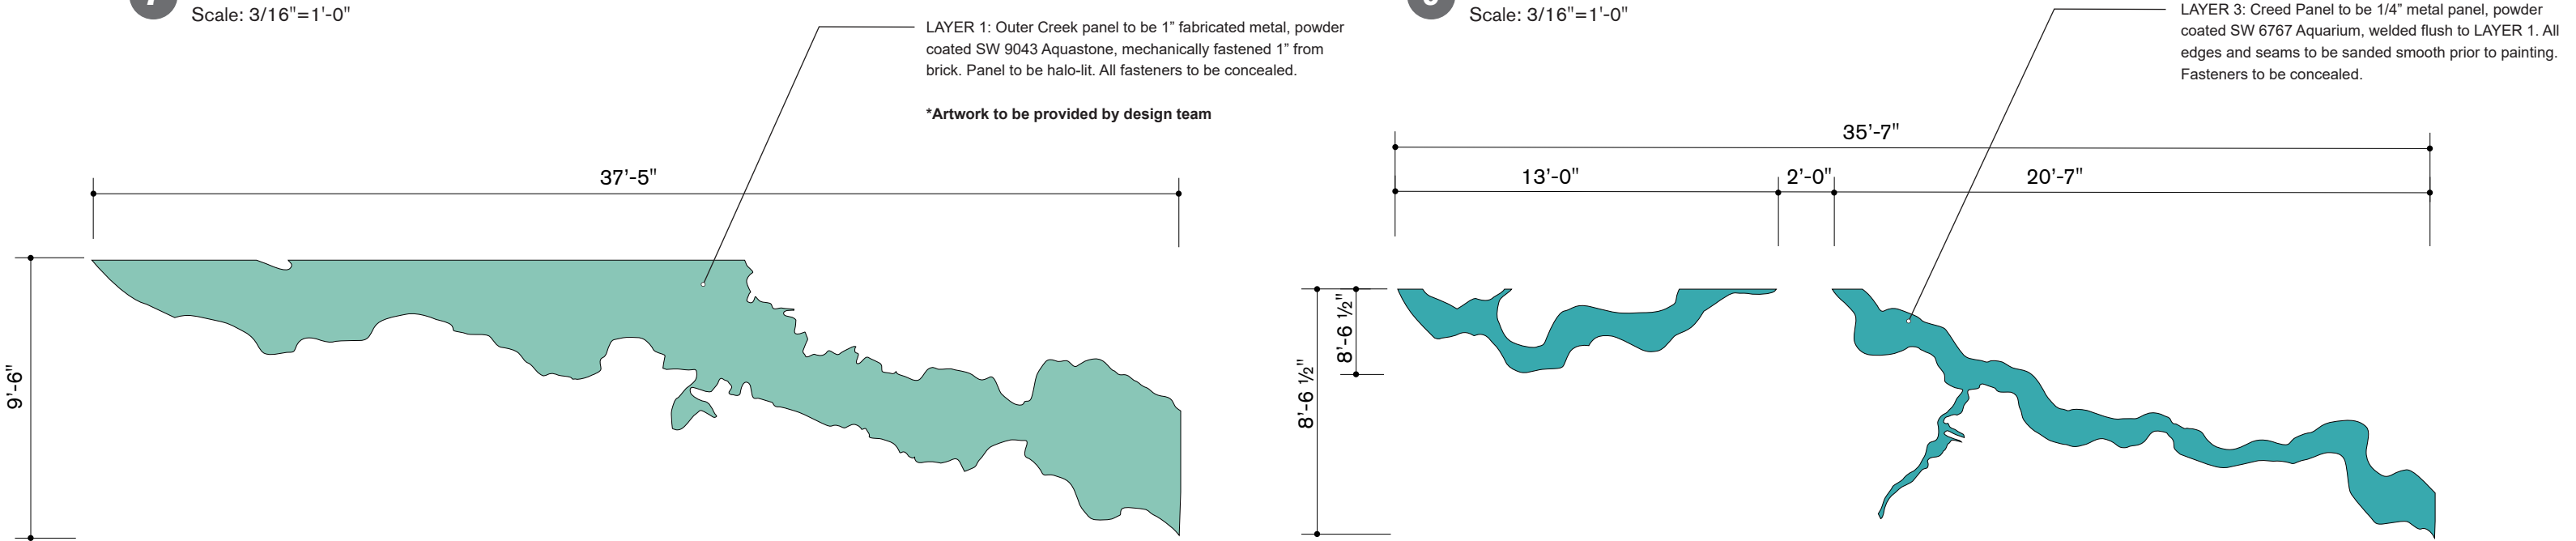 Scale: 3/16"=1'-0"
LAYER 1: Outer Creek panel to be 1” fabricated metal, powder
coated SW 9043 Aquastone, mechanically fastened 1” from
brick. Panel to be halo-lit. All fasteners to be concealed.
*Artwork to be provided by design team
37’-5"
9’-6"
Scale: 3/16"=1'-0"
LAYER 3: Creed Panel to be 1/4” metal panel, powder
coated SW 6767 Aquarium, welded flush to LAYER 1. All
edges and seams to be sanded smooth prior to painting.
Fasteners to be concealed.
35’-7"
13’-0"
2’-0"
20’-7"
8’-6 ½"
8’-6 ½"